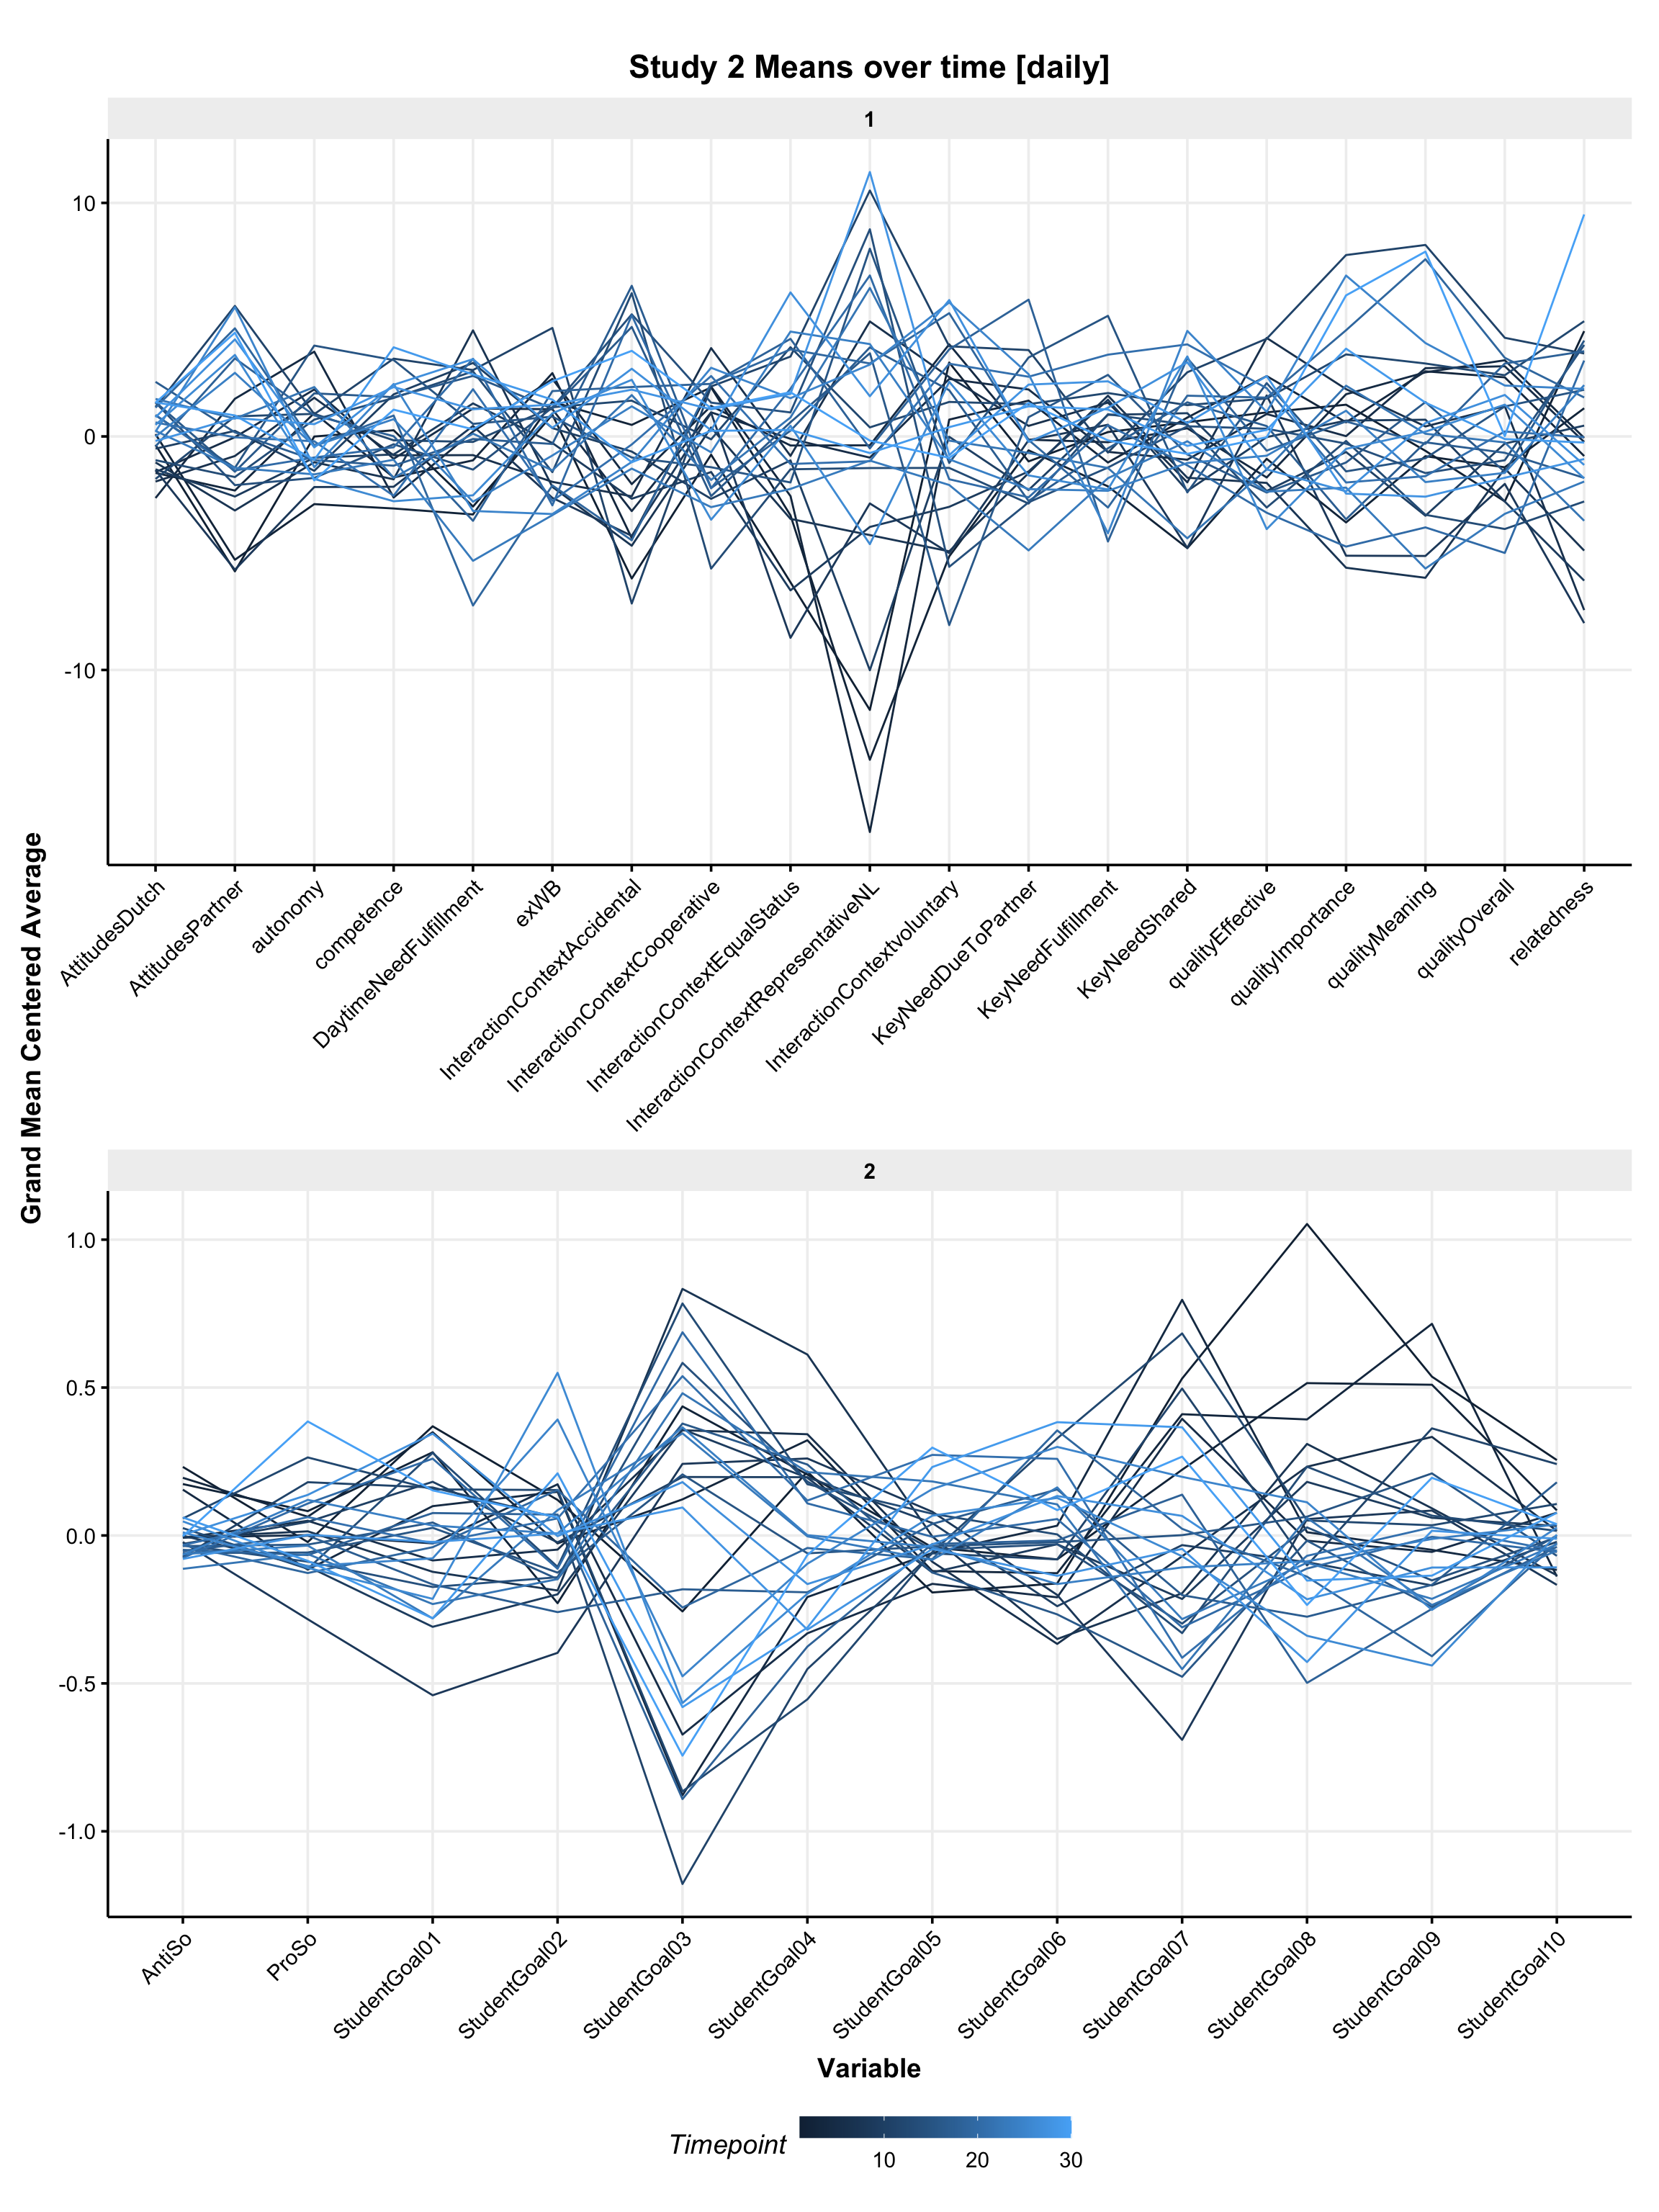 Study 2 Means over time [daily]
1
10
0
-10
AttitudesDutch
AttitudesPartner
autonomy
competence
DaytimeNeedFulfillment
exWB
InteractionContextAccidental
InteractionContextCooperative
InteractionContextEqualStatus
InteractionContextRepresentativeNL
InteractionContextvoluntary
KeyNeedDueToPartner
KeyNeedFulfillment
KeyNeedShared
qualityEffective
qualityImportance
qualityMeaning
qualityOverall
relatedness
Grand Mean Centered Average
2
1.0
0.5
0.0
-0.5
-1.0
AntiSo
ProSo
StudentGoal01
StudentGoal02
StudentGoal03
StudentGoal04
StudentGoal05
StudentGoal06
StudentGoal07
StudentGoal08
StudentGoal09
StudentGoal10
Variable
Timepoint
10 20 30